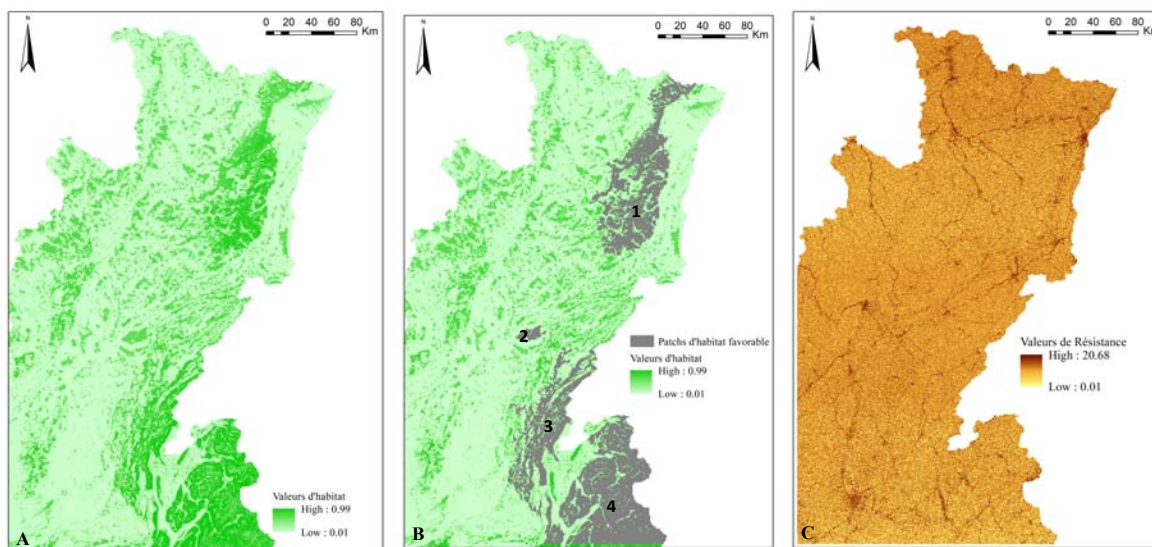 N
0 20 40 60 80
Km
Valeurs d'habitat
High : 0.99
Low : 0.01
A
N
0 20 40 60 80
Km
1
2
3
4
Patchs d'habitat favorable
Valeurs d'habitat
High : 0.99
Low : 0.01
B
N
0 20 40 60 80
Km
Valeurs de Résistance
High : 20.68
Low : 0.01
C